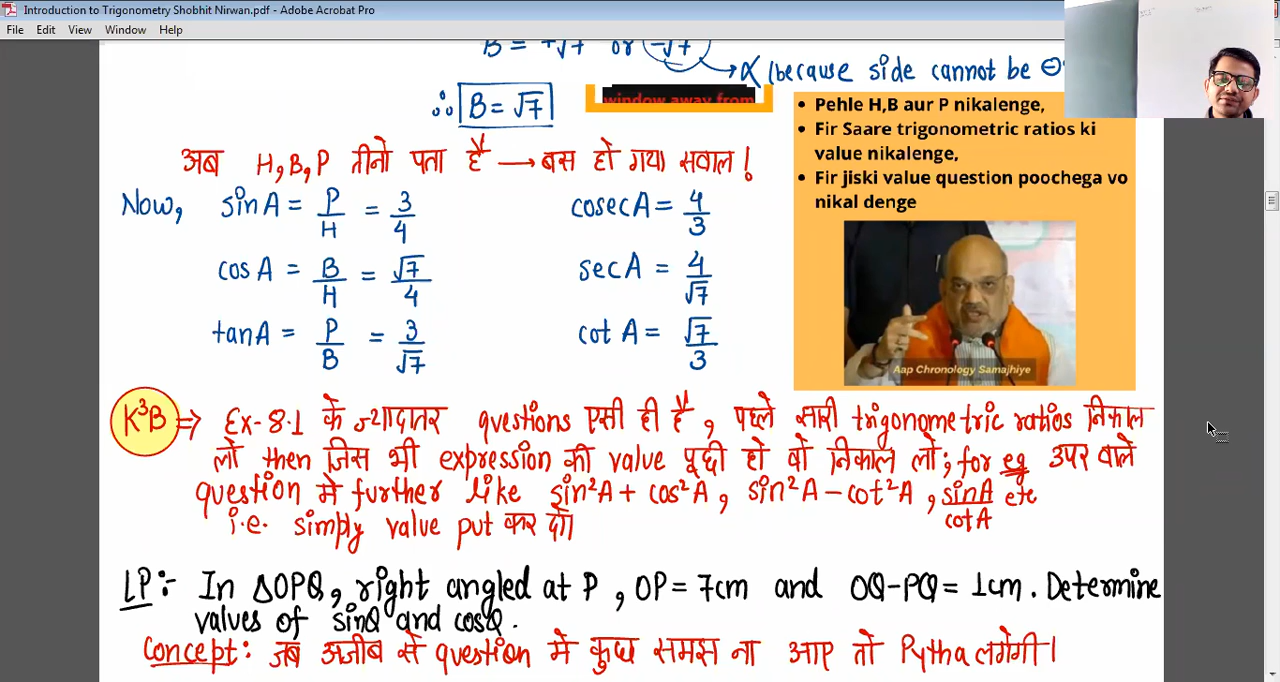 Introduction to Trigonometry Shobhit Nirwan.pdf - Adobe Acrobat Pro
File Edit View Window Help
B = +√7 or -√7
(because side cannot be ⊖
∴ B = √7
window away from
अब H, B, P तीनो पता है → बस हो गया सवाल!
Now, sinA = P/H = 3/4
cosecA = 4/3
cos A = B/H = √7/4
secA = 4/√7
tanA = P/B = 3/√7
cot A = √7/3
• Pehle H,B aur P nikalenge,
• Fir Saare trigonometric ratios ki
value nikalenge,
• Fir jiski value question poochega vo
nikal denge
Aap Chronology Samajhiye
K³B ⇒ Ex-8.1 के ज्यादातर questions एसी ही है, पहले सारी trigonometric ratios निकाल
लो then जिस भी expression की value पूछी हो वो निकाल लो; for eg उपर वाले
question मे further like sin²A + cos²A, sin²A - cot²A, sinA/cotA etc
i.e. simply value put कर दो।
LP:- In ΔOPQ, right angled at P, OP = 7cm and OQ-PQ = 1cm. Determine
values of sinQ and cosQ.
Concept: जब अजीब से question मे कुछ समझ ना आए तो Pytha लगेगी।